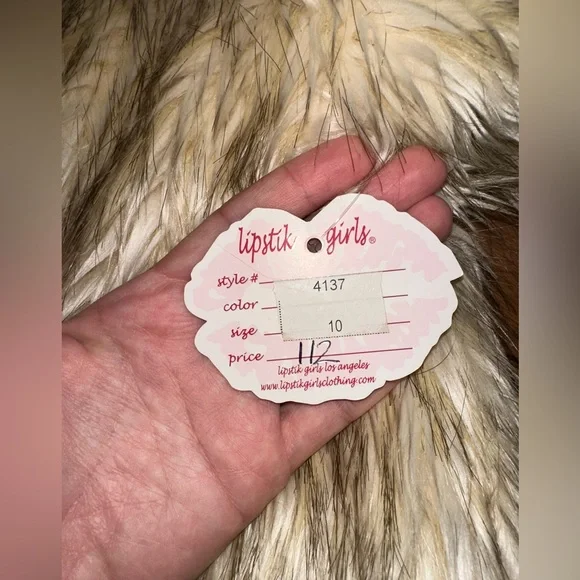 lipstik girls®
style # 4137
color
size 10
price 112
lipstik girls los angeles
www.lipstikgirlsclothing.com